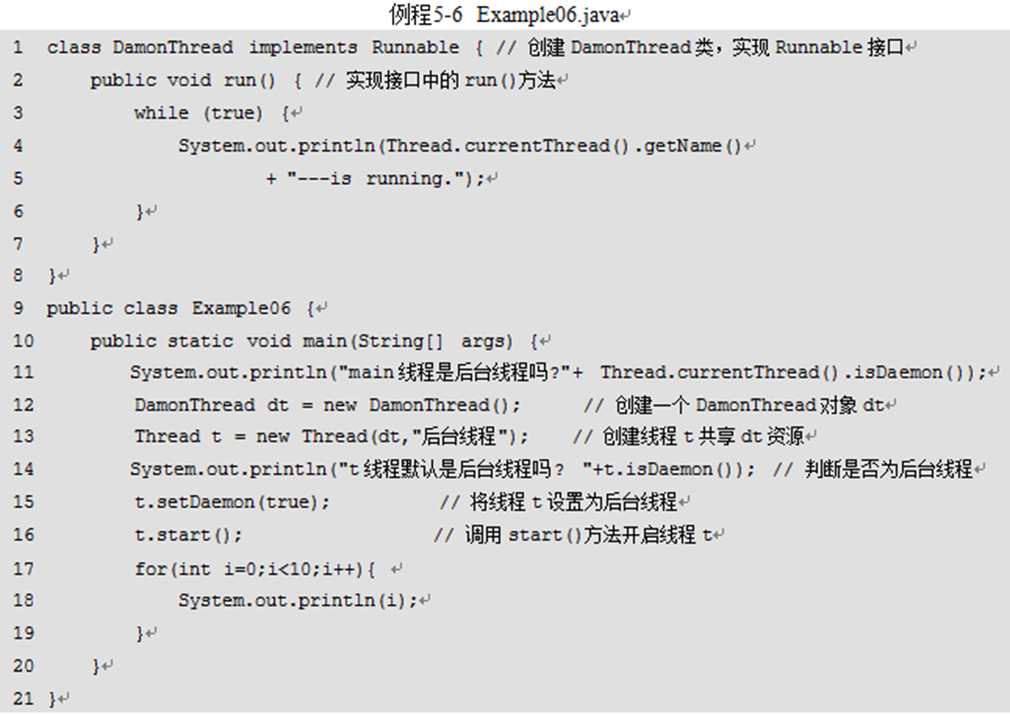 例程5-6 Example06.java↵
1 class DamonThread implements Runnable { // 创建 DamonThread 类，实现 Runnable 接口↵
2     public void run() { // 实现接口中的 run()方法↵
3         while (true) {↵
4             System.out.println(Thread.currentThread().getName()↵
5                     + "---is running.");↵
6         }↵
7     }↵
8 }↵
9 public class Example06 {↵
10     public static void main(String[] args) {↵
11         System.out.println("main 线程是后台线程吗?"+ Thread.currentThread().isDaemon());↵
12         DamonThread dt = new DamonThread();      // 创建一个 DamonThread 对象 dt↵
13         Thread t = new Thread(dt,"后台线程");    // 创建线程 t 共享 dt 资源↵
14         System.out.println("t 线程默认是后台线程吗? "+t.isDaemon()); // 判断是否为后台线程↵
15         t.setDaemon(true);          // 将线程 t 设置为后台线程↵
16         t.start();                  // 调用 start()方法开启线程 t↵
17         for(int i=0;i<10;i++){ ↵
18             System.out.println(i);↵
19         }↵
20     }↵
21 }↵